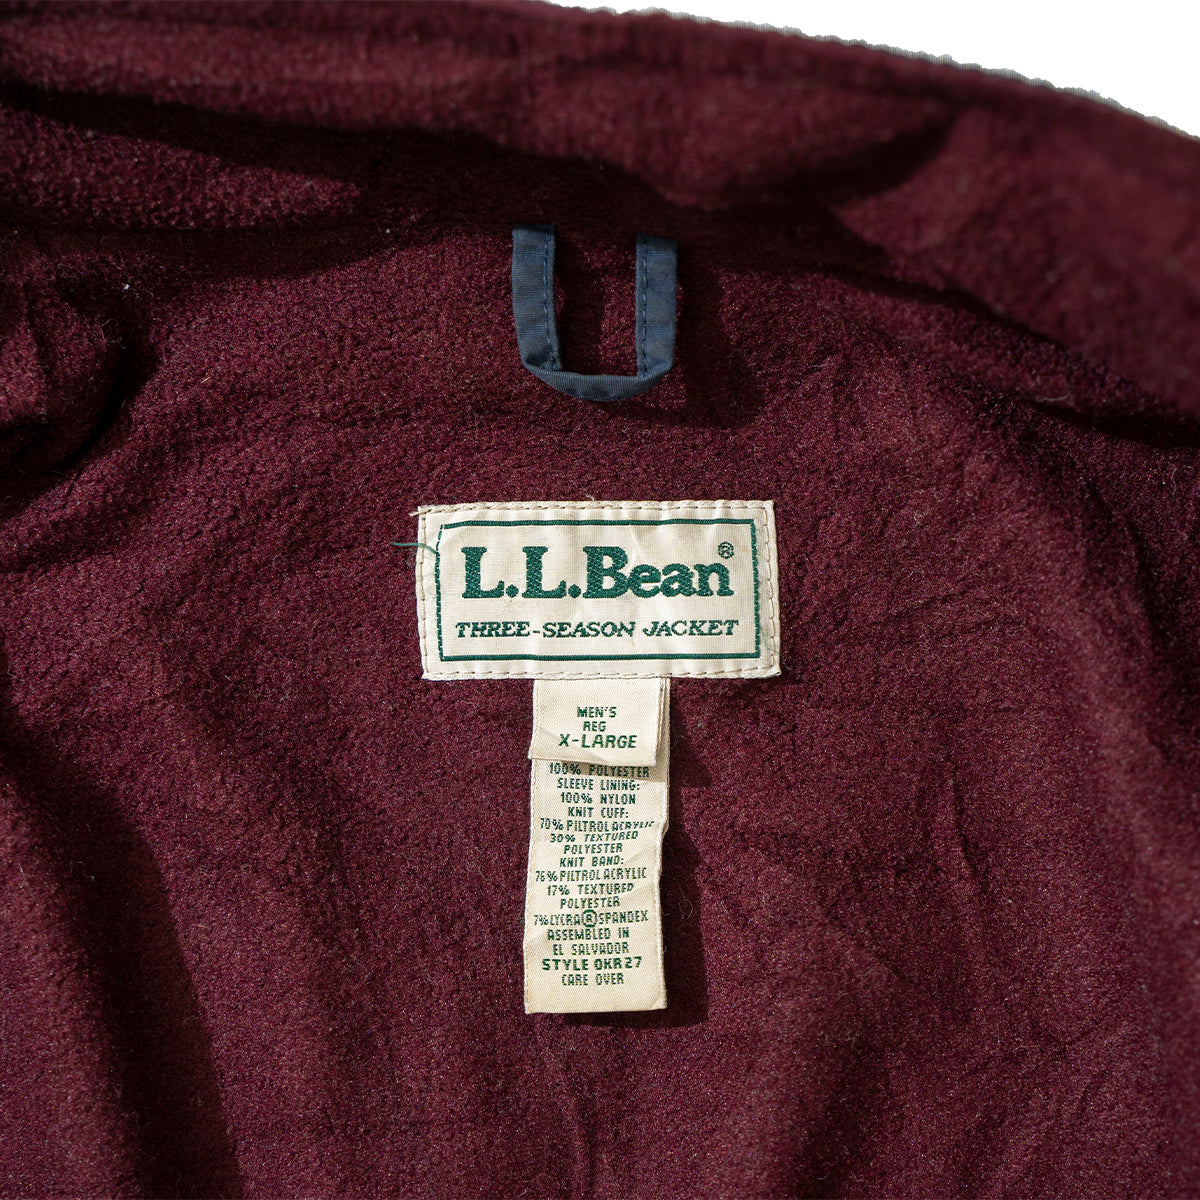 L.L.Bean®
THREE-SEASON JACKET
MEN'S
REG
X-LARGE
100% POLYESTER
SLEEVE LINING:
100% NYLON
KNIT CUFF:
70% PILTROL ACRYLIC
30% TEXTURED
POLYESTER
KNIT BAND:
76% PILTROL ACRYLIC
17% TEXTURED
POLYESTER
7% LYCRA® SPANDEX
ASSEMBLED IN
EL SALVADOR
STYLE OKR27
CARE OVER